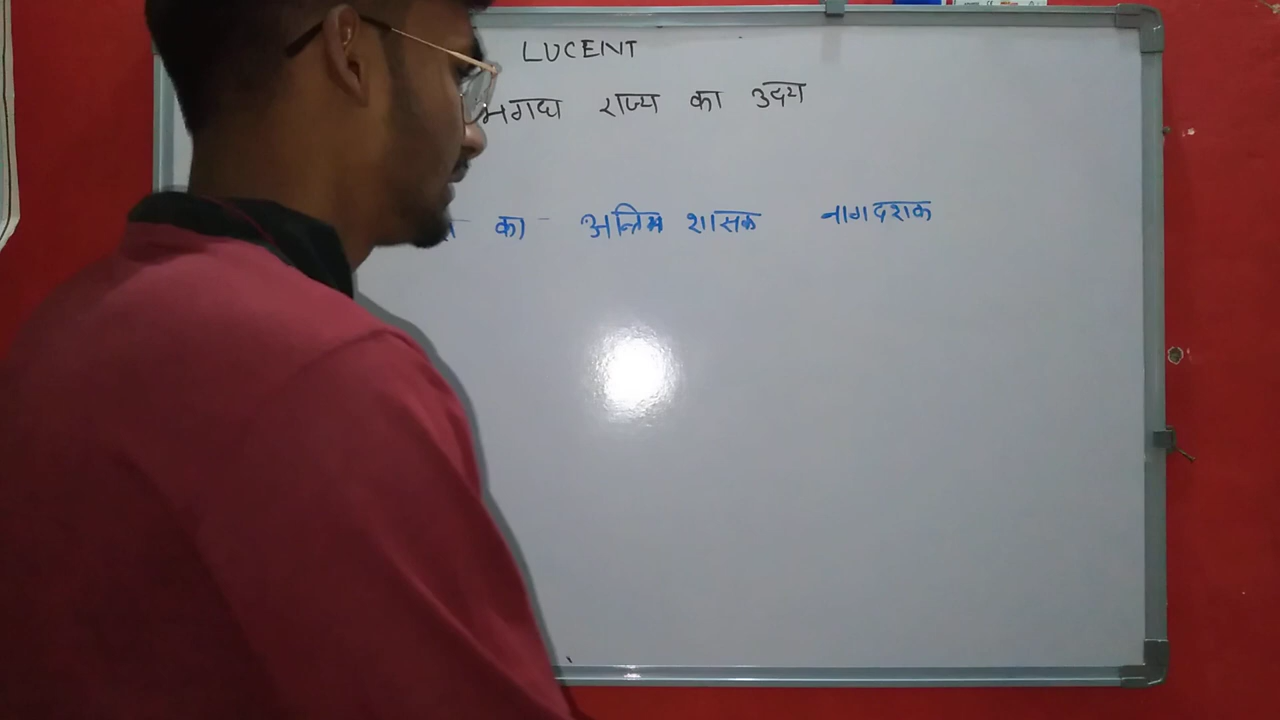 LUCENT
मगध राज्य का उदय
का अन्तिम शासक नागदशक